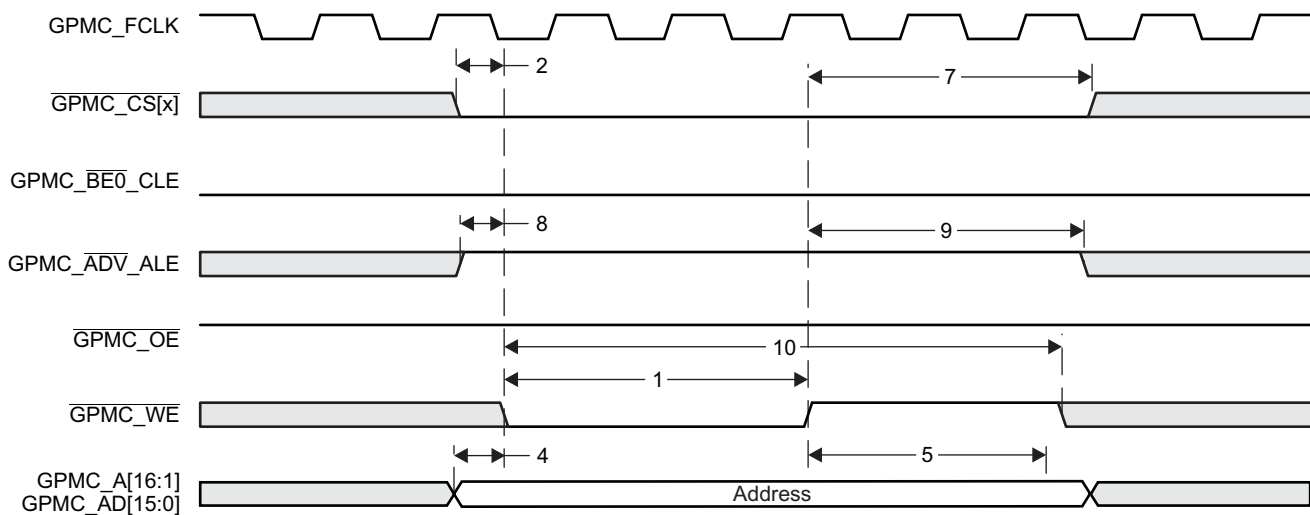 GPMC_FCLK
2
7
GPMC_CS[x]
GPMC_BE0_CLE
8
9
GPMC_ADV_ALE
GPMC_OE
10
1
GPMC_WE
4
5
GPMC_A[16:1]
GPMC_AD[15:0]
Address